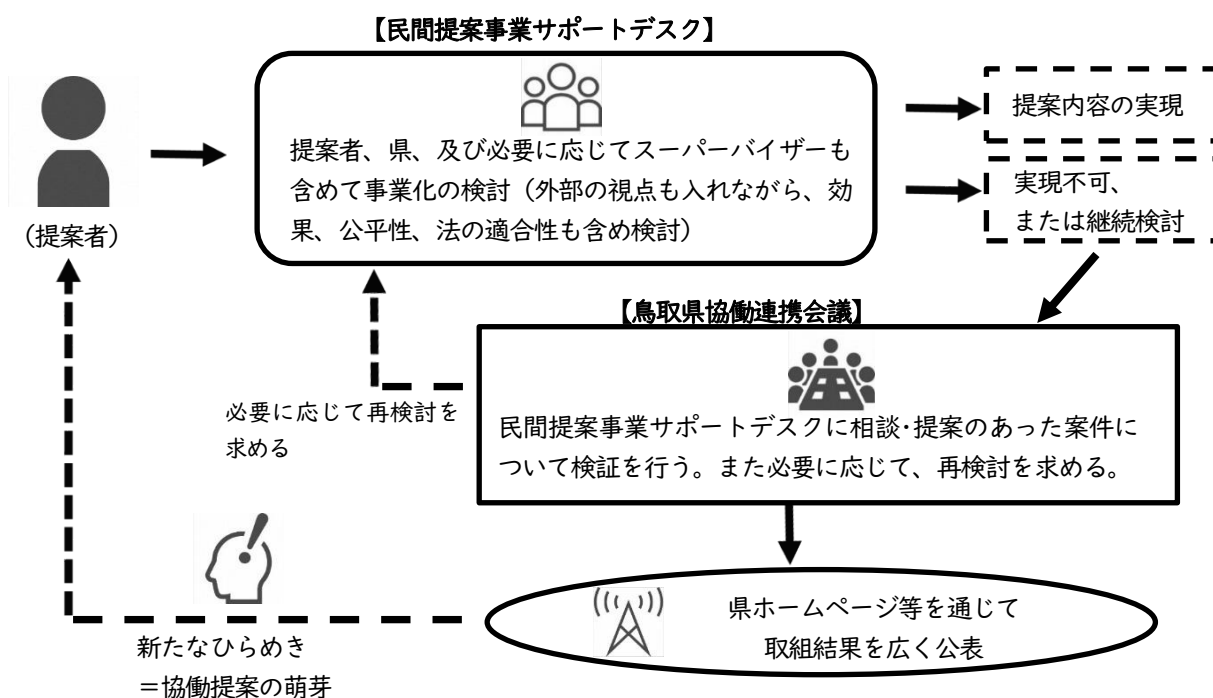 【民間提案事業サポートデスク】
提案者、県、及び必要に応じてスーパーバイザーも
含めて事業化の検討（外部の視点も入れながら、効
果、公平性、法の適合性も含め検討）
（提案者）
提案内容の実現
実現不可、
または継続検討
【鳥取県協働連携会議】
民間提案事業サポートデスクに相談・提案のあった案件に
ついて検証を行う。また必要に応じて、再検討を求める。
必要に応じて再検討を
求める
県ホームページ等を通じて
取組結果を広く公表
新たなひらめき
＝協働提案の萌芽